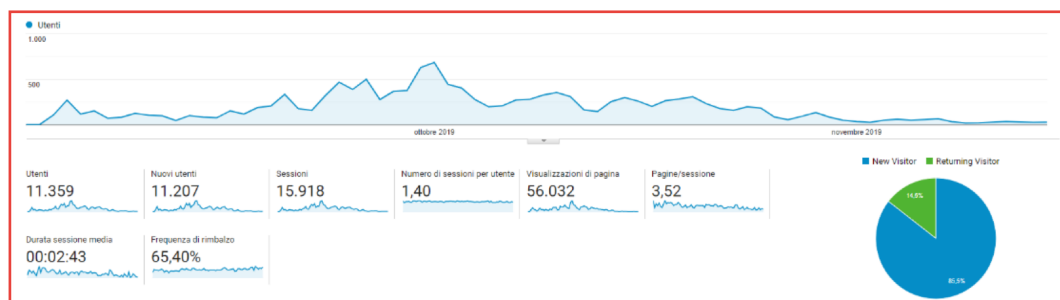 Utenti
1.000
500
ottobre 2019
novembre 2019
New Visitor
Returning Visitor
Utenti
11.359
Nuovi utenti
11.207
Sessioni
15.918
Numero di sessioni per utente
1,40
Visualizzazioni di pagina
56.032
Pagine/sessione
3,52
Durata sessione media
00:02:43
Frequenza di rimbalzo
65,40%
14,5%
85,5%